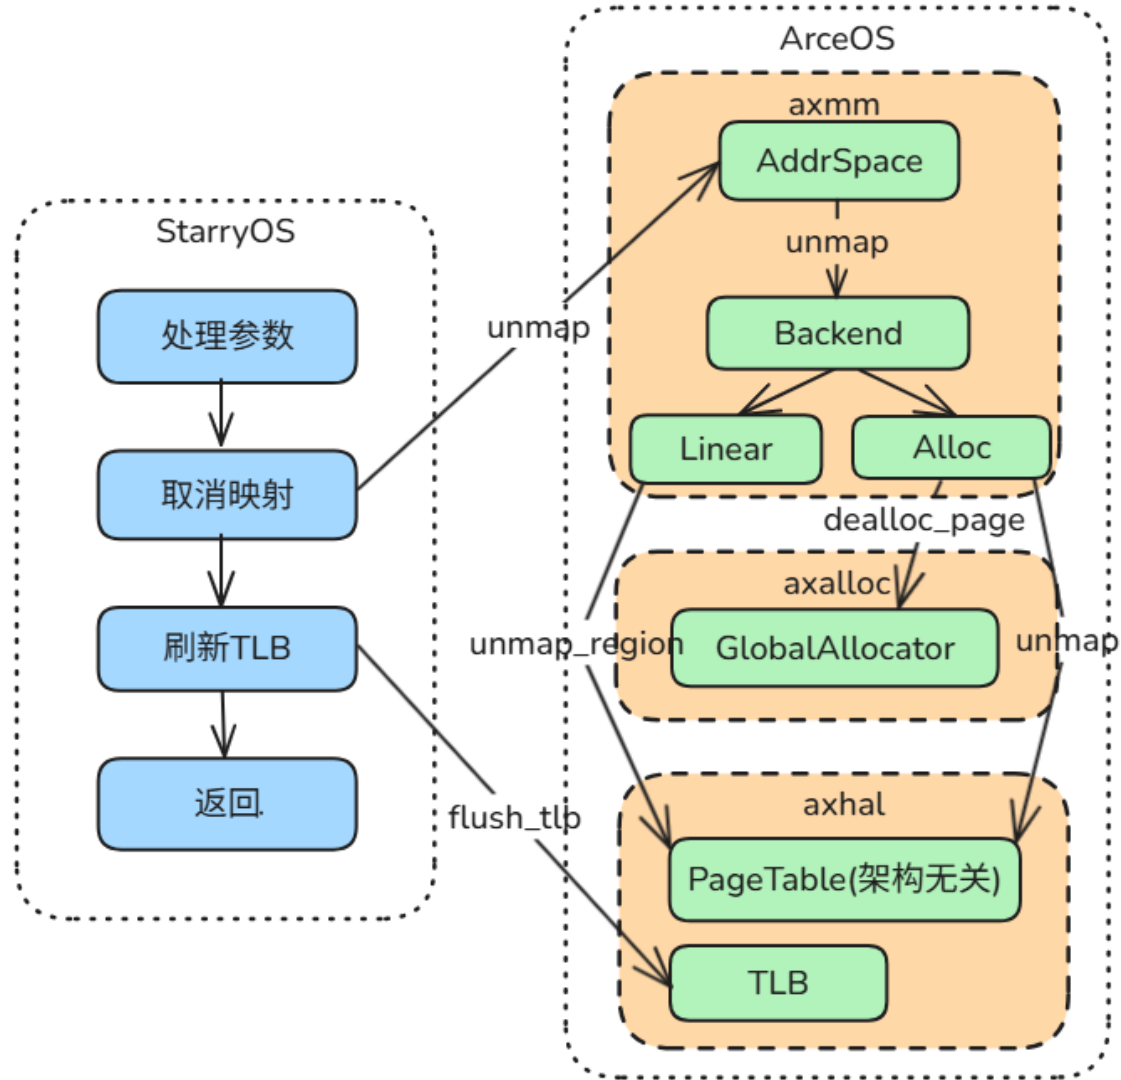 ArceOS
axmm
AddrSpace
unmap
Backend
Linear
Alloc
StarryOS
处理参数
取消映射
刷新TLB
返回.
unmap
dealloc_page
axalloc
GlobalAllocator
unmap_region
unmap
flush_tlb
axhal
PageTable(架构无关)
TLB